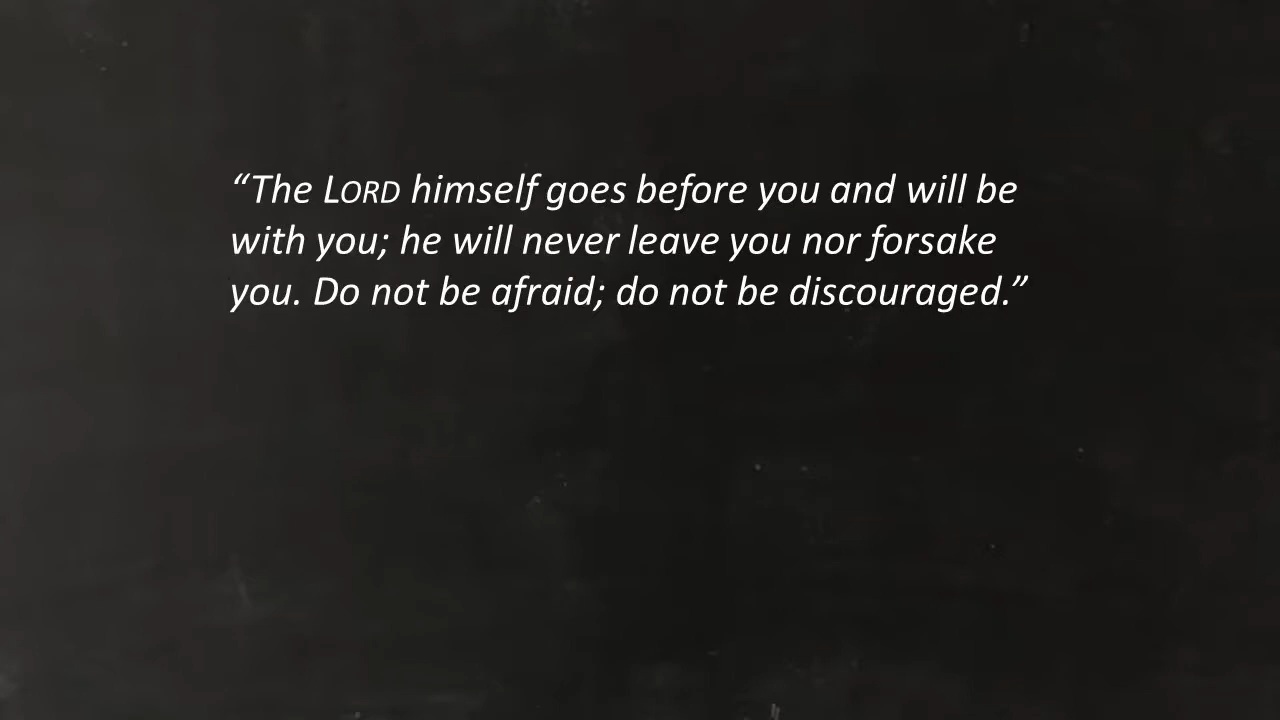 “The LORD himself goes before you and will be
with you; he will never leave you nor forsake
you. Do not be afraid; do not be discouraged.”